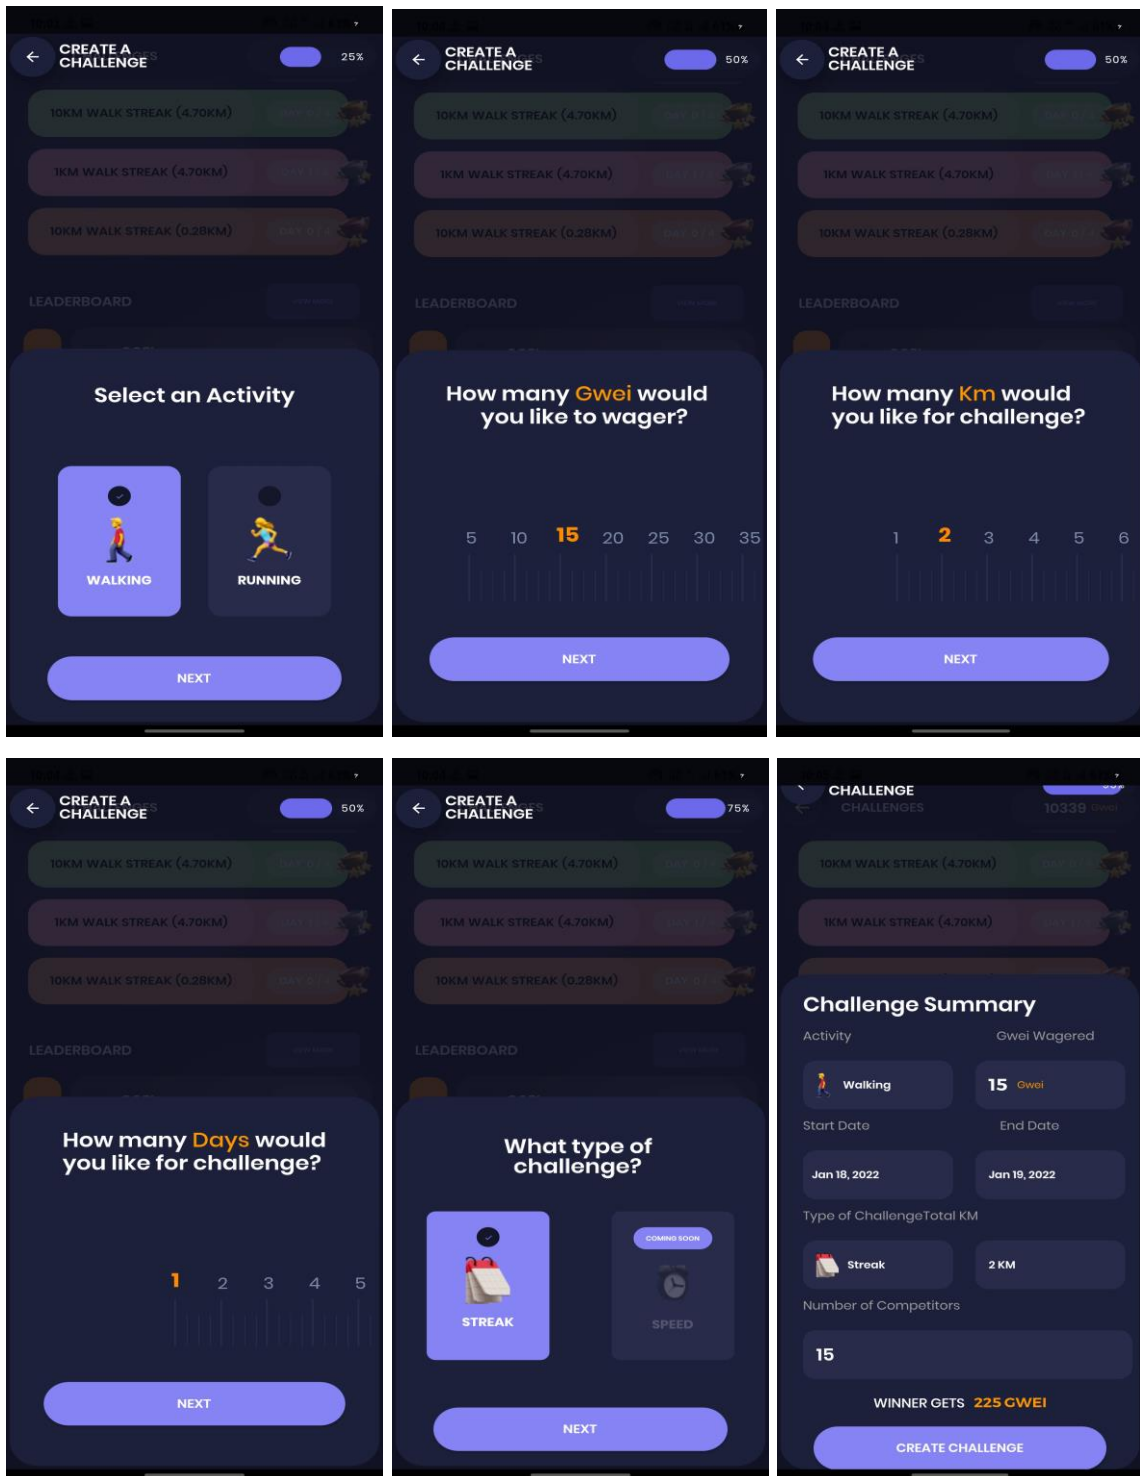 CREATE A
CHALLENGE
25%
10KM WALK STREAK (4.70KM)
1KM WALK STREAK (4.70KM)
10KM WALK STREAK (0.28KM)
LEADERBOARD
Select an Activity
WALKING
RUNNING
NEXT
CREATE A
CHALLENGE
50%
10KM WALK STREAK (4.70KM)
1KM WALK STREAK (4.70KM)
10KM WALK STREAK (0.28KM)
LEADERBOARD
How many Gwei would
you like to wager?
5 10 15 20 25 30 35
NEXT
CREATE A
CHALLENGE
50%
10KM WALK STREAK (4.70KM)
1KM WALK STREAK (4.70KM)
10KM WALK STREAK (0.28KM)
LEADERBOARD
How many Km would
you like for challenge?
1 2 3 4 5 6
NEXT
CREATE A
CHALLENGE
50%
10KM WALK STREAK (4.70KM)
1KM WALK STREAK (4.70KM)
10KM WALK STREAK (0.28KM)
LEADERBOARD
How many Days would
you like for challenge?
1 2 3 4 5
NEXT
CREATE A
CHALLENGE
75%
10KM WALK STREAK (4.70KM)
1KM WALK STREAK (4.70KM)
10KM WALK STREAK (0.28KM)
LEADERBOARD
What type of
challenge?
COMING SOON
STREAK
SPEED
NEXT
CHALLENGE
CHALLENGES
10339 Gwei
10KM WALK STREAK (4.70KM)
1KM WALK STREAK (4.70KM)
Challenge Summary
Activity Gwei Wagered
Walking 15 Gwei
Start Date End Date
Jan 18, 2022 Jan 19, 2022
Type of ChallengeTotal KM
Streak 2 KM
Number of Competitors
15
WINNER GETS 225 GWEI
CREATE CHALLENGE